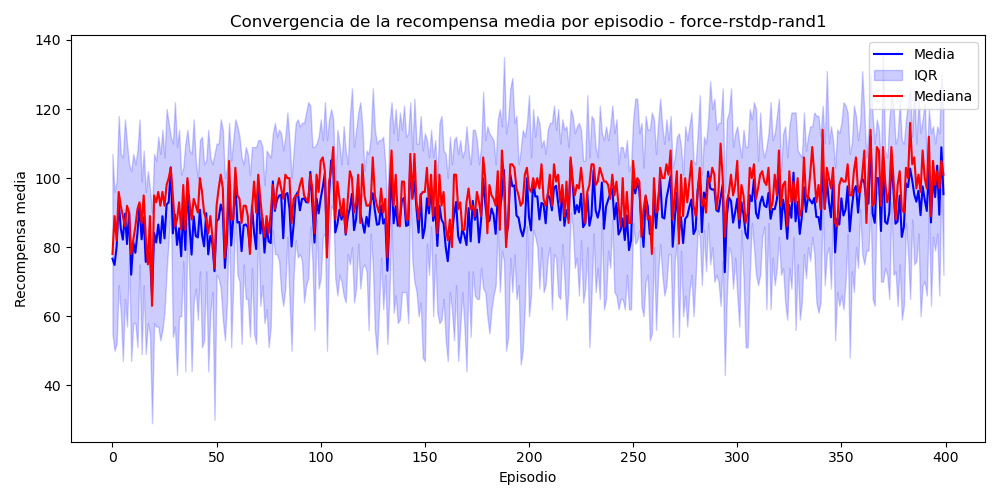 Convergencia de la recompensa media por episodio - force-rstdp-rand1
Recompensa media
140
120
100
80
60
40
Media
IQR
Mediana
0 50 100 150 200 250 300 350 400
Episodio